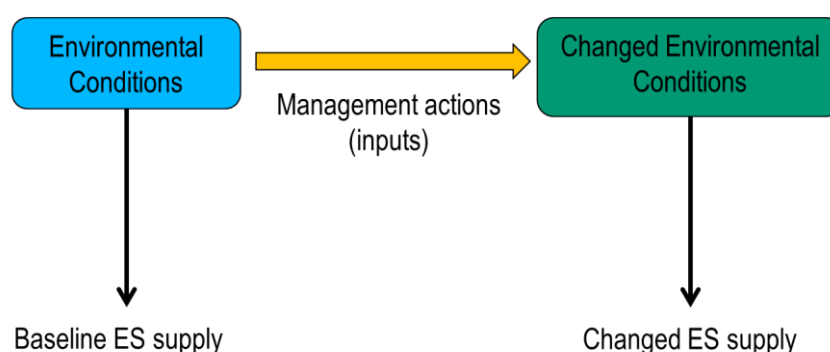 Environmental
Conditions
Management actions
(inputs)
Changed Environmental
Conditions
Baseline ES supply
Changed ES supply